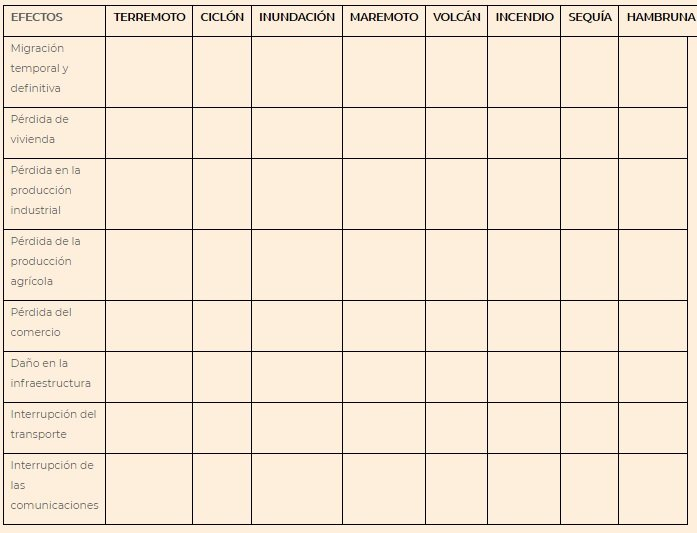 EFECTOS TERREMOTO CICLÓN INUNDACIÓN MAREMOTO VOLCÁN INCENDIO SEQUÍA HAMBRUNA
Migración
temporal y
definitiva
Pérdida de
vivienda
Pérdida en la
producción
industrial
Pérdida de la
producción
agrícola
Pérdida del
comercio
Daño en la
infraestructura
Interrupción del
transporte
Interrupción de
las
comunicaciones